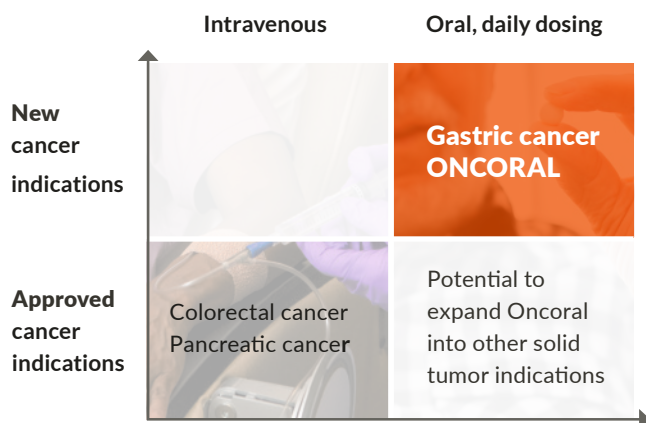 Intravenous
Oral, daily dosing
New
cancer
indications
Gastric cancer
ONCORAL
Approved
cancer
indications
Colorectal cancer
Pancreatic cancer
Potential to
expand Oncoral
into other solid
tumor indications